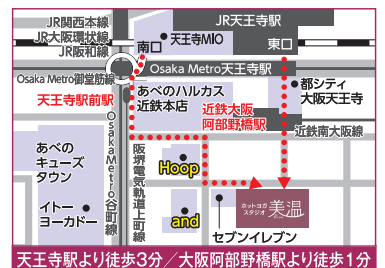 JR関西本線
JR大阪環状線
JR阪和線
JR天王寺駅
南口
天王寺MIO
東口
Osaka Metro御堂筋線
Osaka Metro天王寺駅
天王寺駅前駅
あべのハルカス
近鉄本店
都シティ
大阪天王寺
近鉄大阪
阿部野橋駅
近鉄南大阪線
あべの
キューズ
タウン
OsakaMetro谷町線
阪堺電気軌道上町線
Hoop
イトー
ヨーカドー
and
セブンイレブン
ホットヨガ
スタジオ
美温
天王寺駅より徒歩3分／大阪阿部野橋駅より徒歩1分